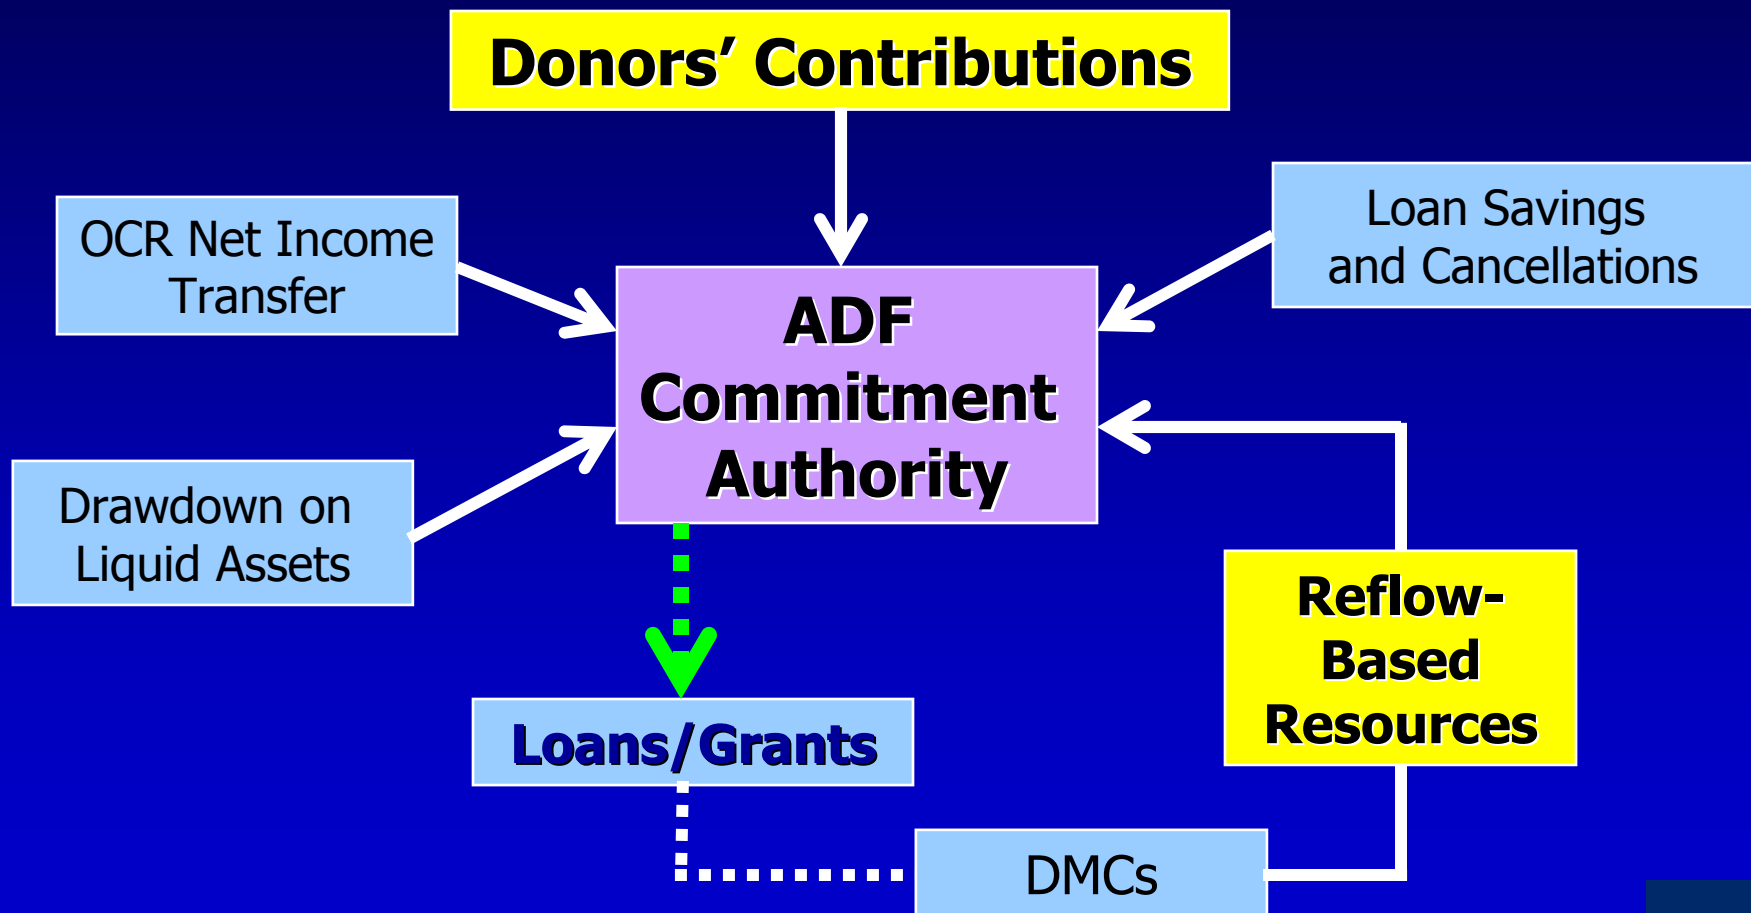 Donors’ Contributions
OCR Net Income
Transfer
Loan Savings
and Cancellations
ADF
Commitment
Authority
Drawdown on
Liquid Assets
Reflow-
Based
Resources
Loans/Grants
DMCs